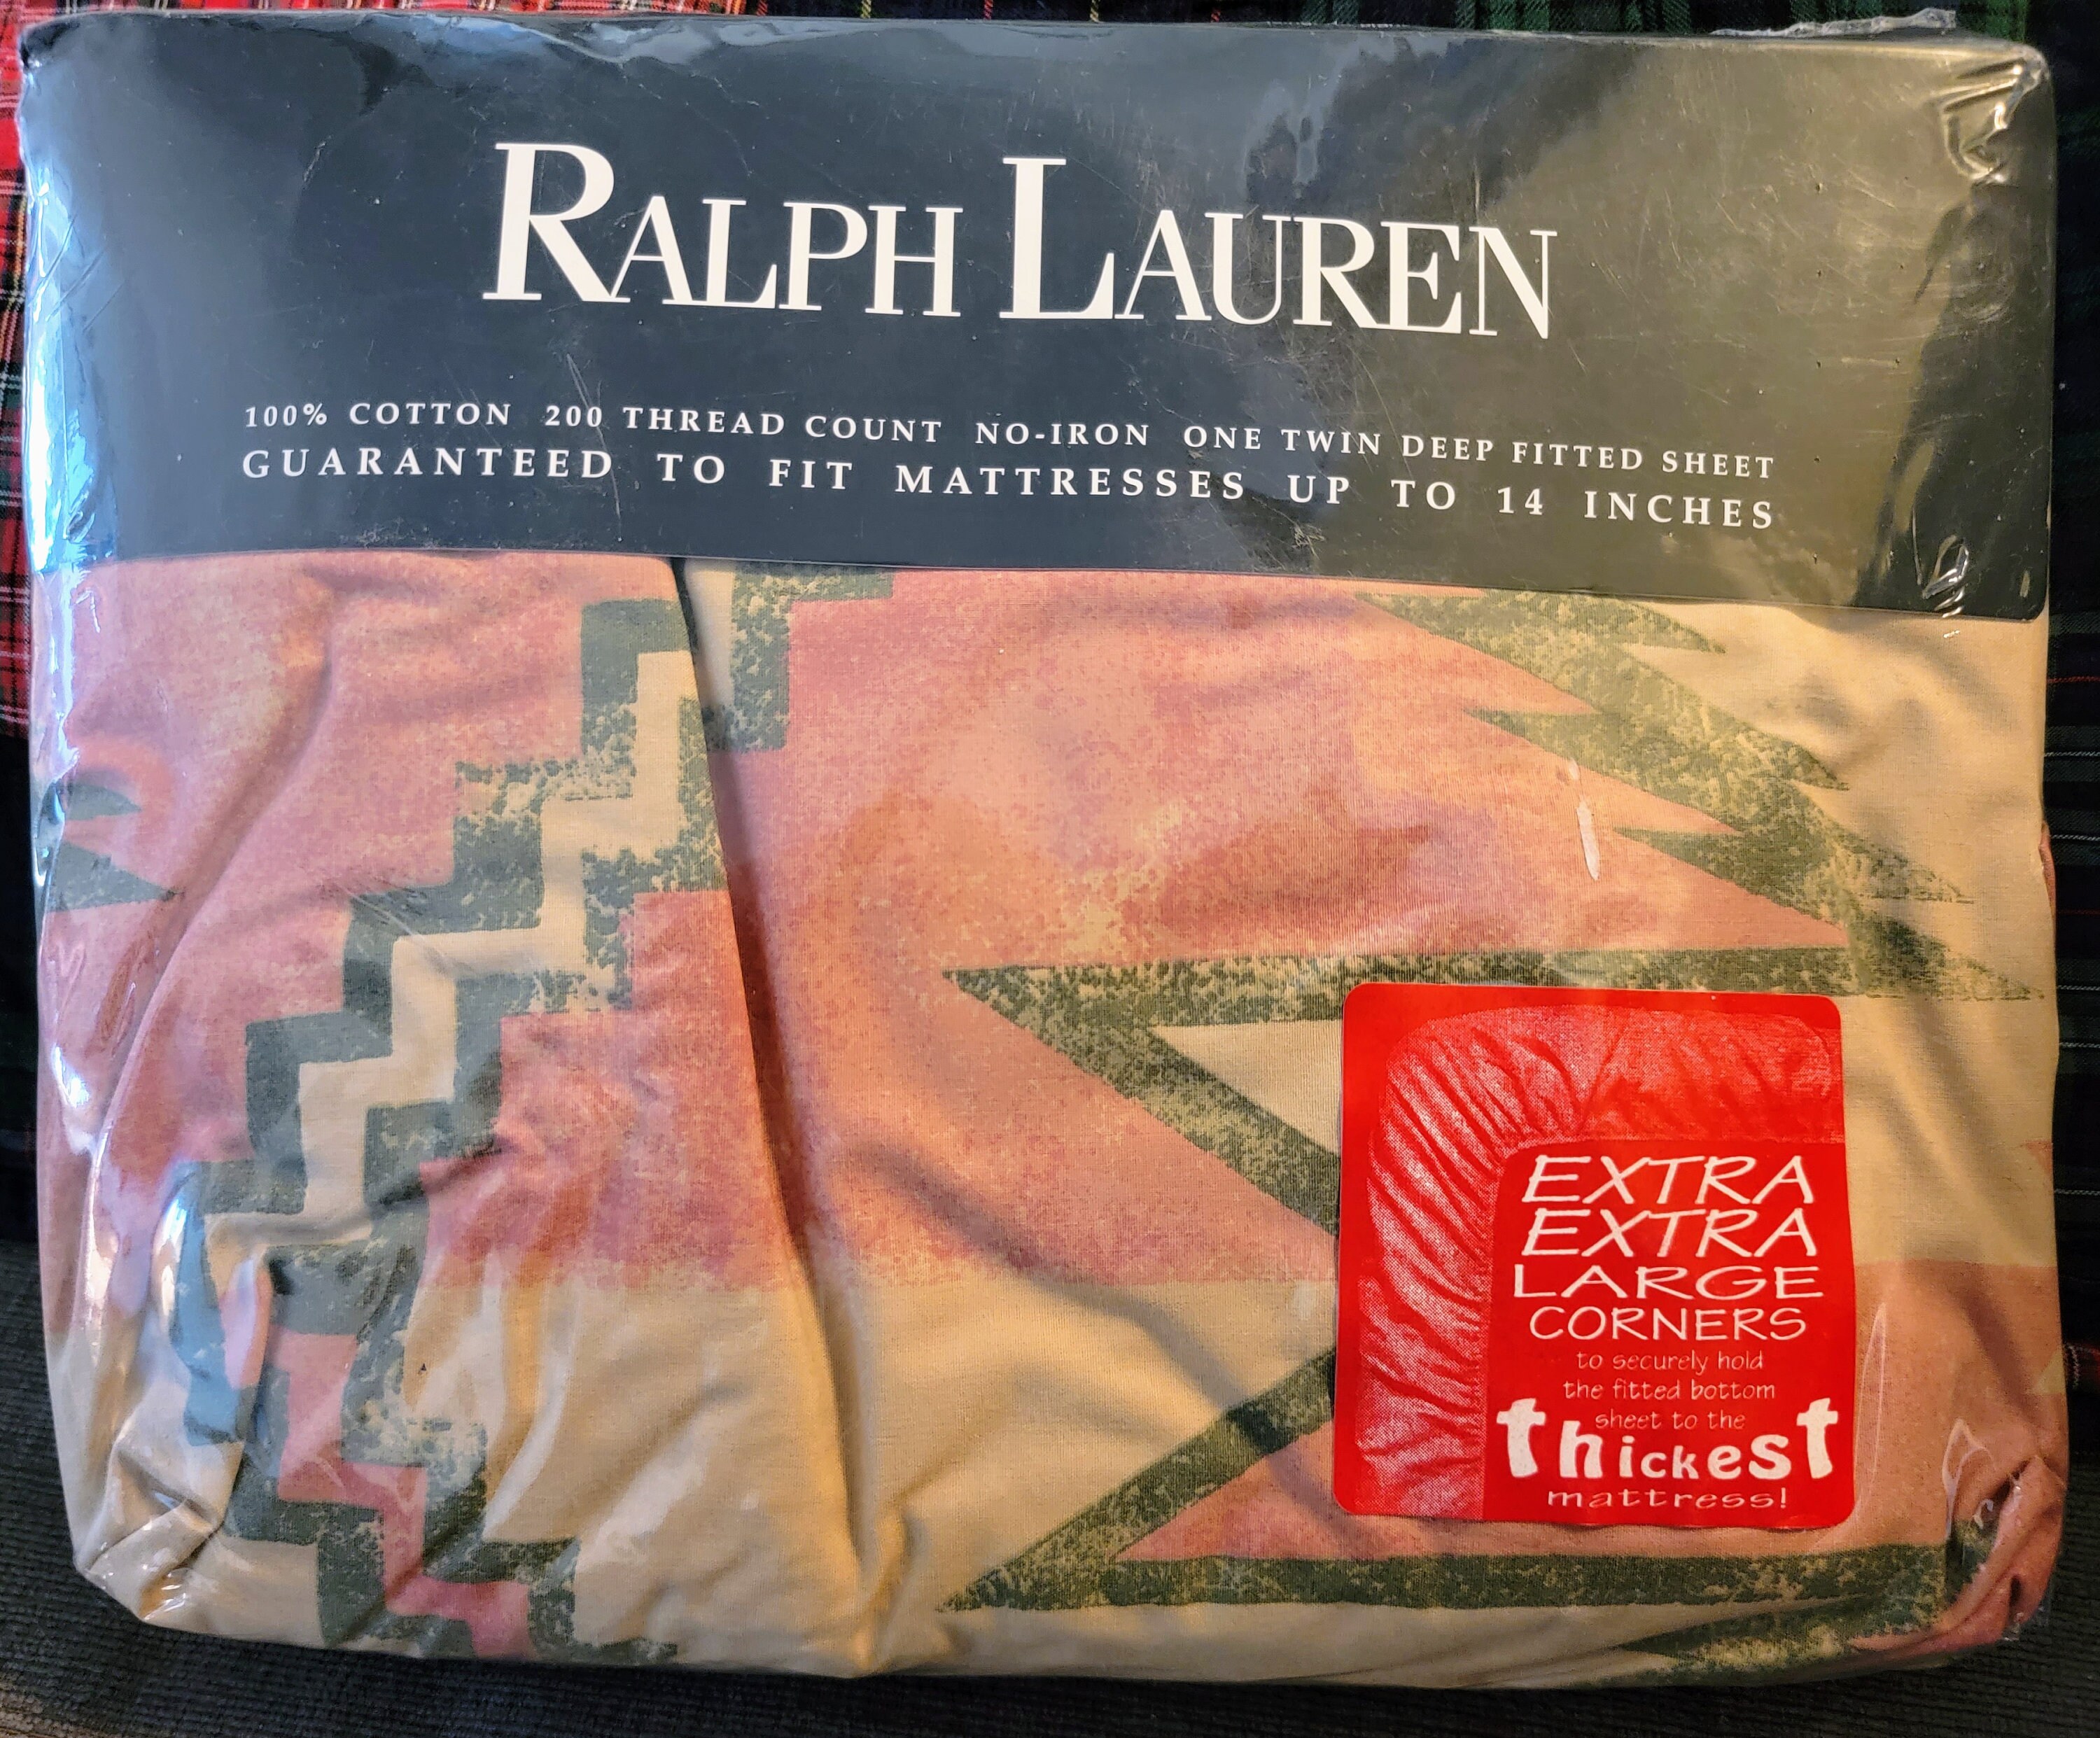 RALPH LAUREN
100% COTTON 200 THREAD COUNT NO-IRON ONE TWIN DEEP FITTED SHEET
GUARANTEED TO FIT MATTRESSES UP TO 14 INCHES
EXTRA
EXTRA
LARGE
CORNERS
to securely hold
the fitted bottom
sheet to the
thickest
mattress!